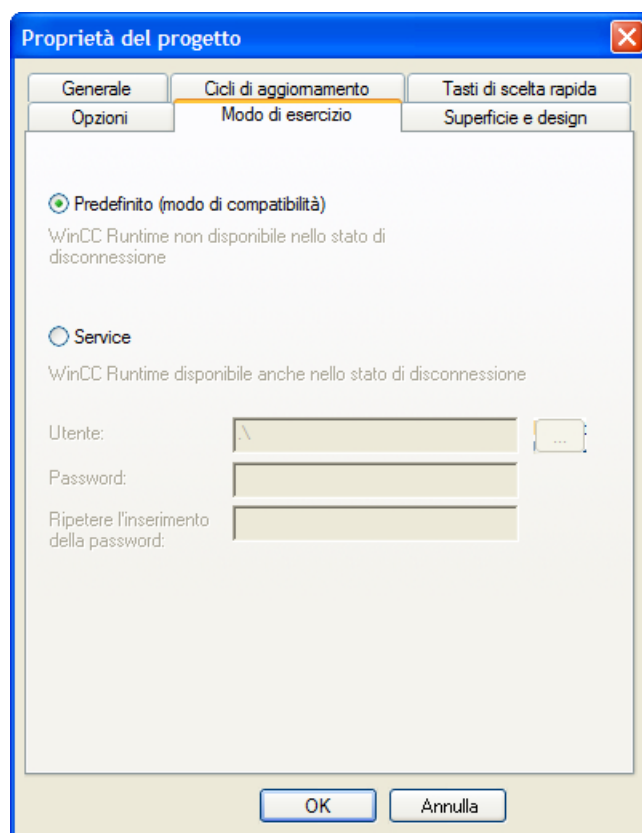 Proprietà del progetto
Generale
Cicli di aggiornamento
Tasti di scelta rapida
Opzioni
Modo di esercizio
Superficie e design
Predefinito (modo di compatibilità)
WinCC Runtime non disponibile nello stato di
disconnessione
Service
WinCC Runtime disponibile anche nello stato di disconnessione
Utente:
.\
...
Password:
Ripetere l'inserimento
della password:
OK
Annulla